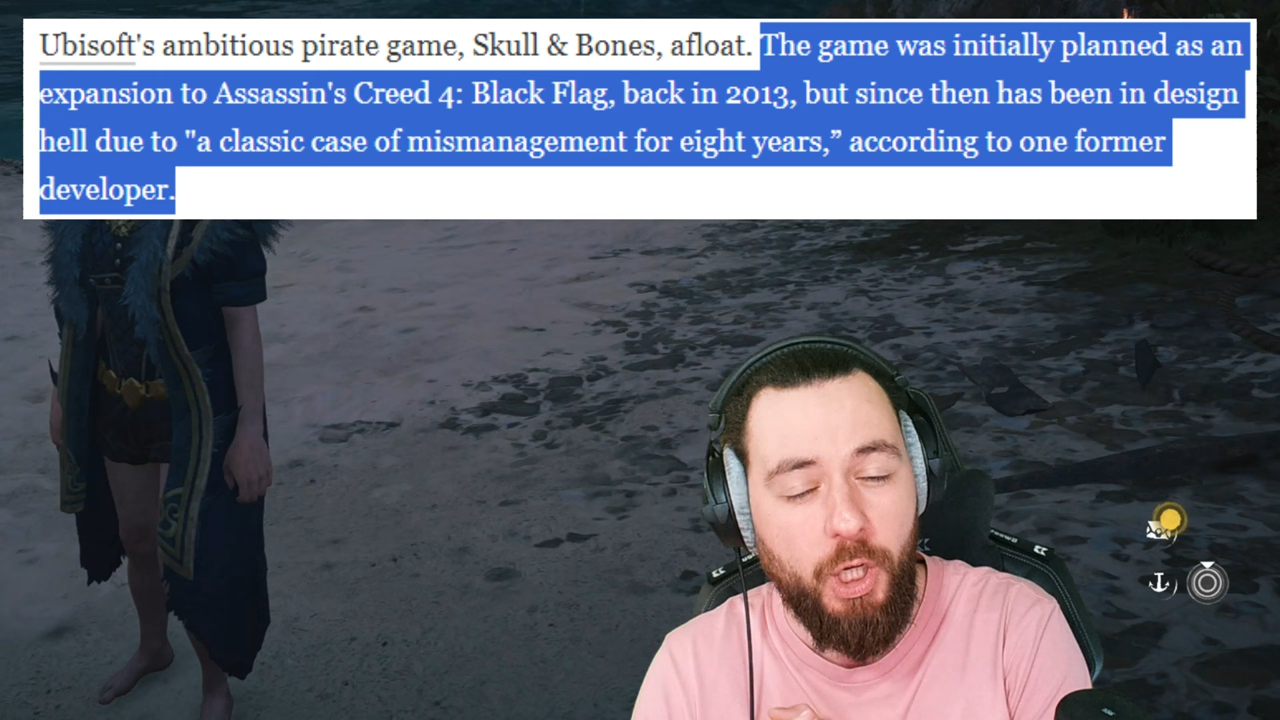 Ubisoft's ambitious pirate game, Skull & Bones, afloat. The game was initially planned as an
expansion to Assassin's Creed 4: Black Flag, back in 2013, but since then has been in design
hell due to "a classic case of mismanagement for eight years,” according to one former
developer.